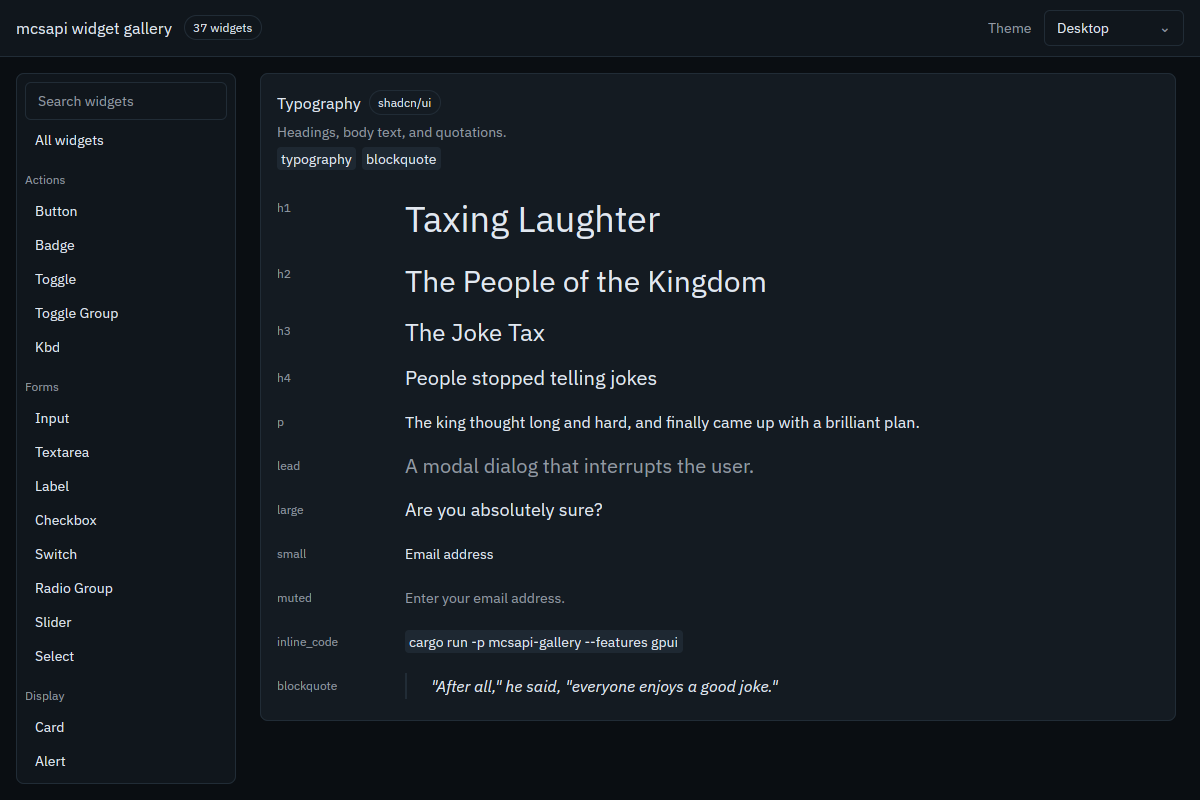 mcsapi widget gallery 37 widgets Theme Desktop
Search widgets
All widgets
Actions
Button
Badge
Toggle
Toggle Group
Kbd
Forms
Input
Textarea
Label
Checkbox
Switch
Radio Group
Slider
Select
Display
Card
Alert
Typography shadcn/ui
Headings, body text, and quotations.
typography blockquote
h1 Taxing Laughter
h2 The People of the Kingdom
h3 The Joke Tax
h4 People stopped telling jokes
p The king thought long and hard, and finally came up with a brilliant plan.
lead A modal dialog that interrupts the user.
large Are you absolutely sure?
small Email address
muted Enter your email address.
inline_code cargo run -p mcsapi-gallery --features gpui
blockquote "After all," he said, "everyone enjoys a good joke."